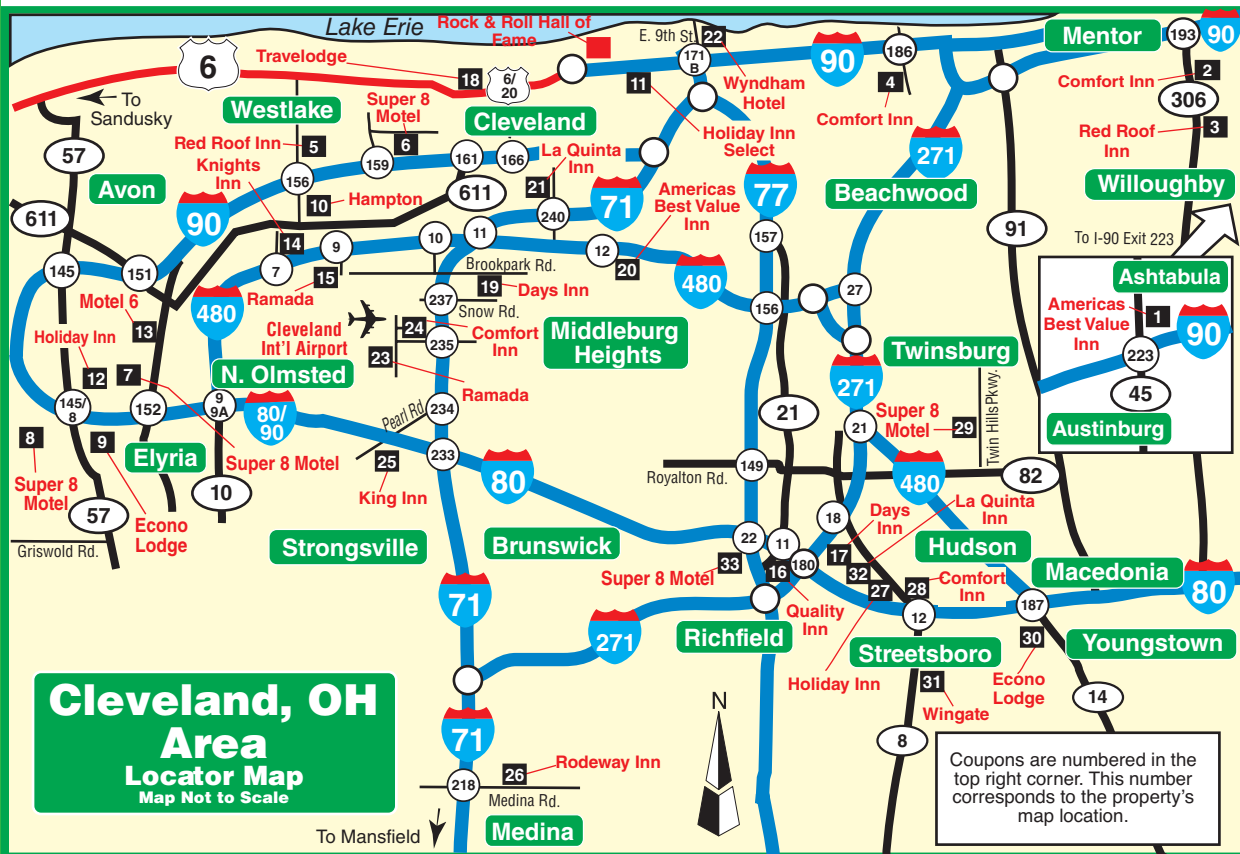 Lake Erie
Rock & Roll Hall of
Fame
E. 9th St.
22
171
B
90
186
Mentor
193
90
6
Travelodge
18
6/
20
11
Wyndham
Hotel
4
Comfort Inn
Comfort Inn
2
306
To
Sandusky
Westlake
Super 8
Motel
6
Cleveland
Holiday Inn
Select
271
Red Roof
Inn
3
57
Red Roof Inn
5
159
161
166
La Quinta
Inn
21
Knights
Inn
156
10
Hampton
611
240
71
Americas
Best Value
Inn
77
Beachwood
Willoughby
Avon
611
90
14
9
10
11
12
20
157
91
To I-90 Exit 223
145
151
7
15
Ramada
Brookpark Rd.
480
27
Ashtabula
Motel 6
13
480
237
19
Days Inn
Snow Rd.
156
Americas
Best Value
Inn
1
90
Holiday Inn
12
7
Cleveland
Int'l Airport
24
Comfort
Inn
235
23
Middleburg
Heights
Twinsburg
223
45
Austinburg
N. Olmsted
Ramada
271
145/
8
152
9
9A
80/
90
Pearl Rd.
234
21
21
Super 8
Motel
29
Twin Hills Pkwy.
8
9
Elyria
Super 8 Motel
233
25
King Inn
80
Royalton Rd.
149
480
82
Super 8
Motel
57
Econo
Lodge
10
Griswold Rd.
Strongsville
Brunswick
22
11
180
18
Days
Inn
La Quinta
Inn
17
32
Hudson
Super 8 Motel
33
16
Quality
Inn
27
28
Comfort
Inn
Macedonia
80
71
271
Richfield
12
187
Streetsboro
30
Youngstown
Holiday Inn
31
Wingate
Econo
Lodge
14
8
Cleveland, OH
Area
Locator Map
Map Not to Scale
71
N
218
26
Rodeway Inn
Medina Rd.
To Mansfield
Medina
Coupons are numbered in the
top right corner. This number
corresponds to the property's
map location.